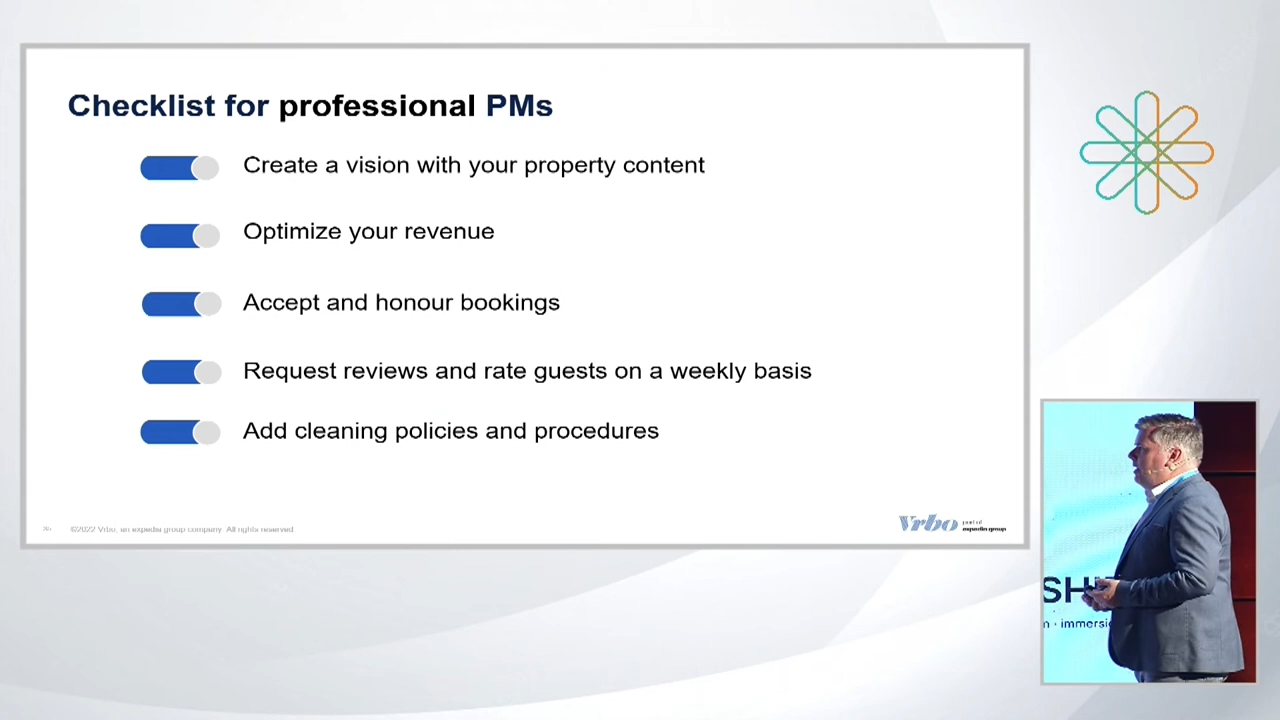 Checklist for professional PMs
Create a vision with your property content
Optimize your revenue
Accept and honour bookings
Request reviews and rate guests on a weekly basis
Add cleaning policies and procedures
©2022 Vrbo, an expedia group company. All rights reserved
Vrbo
part of
expedia group
SH
n · immersi